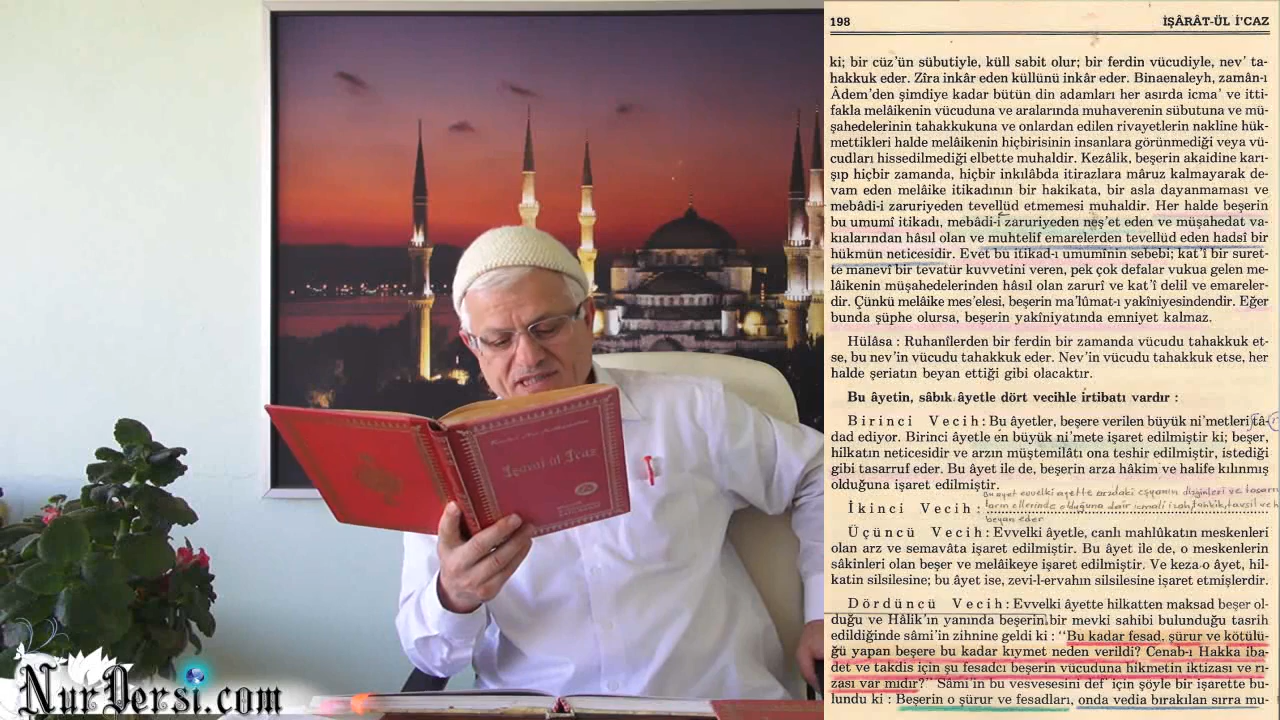 198
İŞÂRÂT-ÜL İ'CAZ
ki; bir cüz'ün sübutiyle, küll sabit olur; bir ferdin vücudiyle, nev' ta-
hakkuk eder. Zîra inkâr eden küllünü inkâr eder. Binaenaleyh, zamân-ı
Âdem'den şimdiye kadar bütün din adamları her asırda icma' ve itti-
fakla melâikenin vücuduna ve aralarında muhaverenin sübutuna ve mü-
şahedelerinin tahakkukuna ve onlardan edilen rivayetlerin nakline hük-
mettikleri halde melâikenin hiçbirisinin insanlara görünmediği veya vü-
cudları hissedilmediği elbette muhaldir. Kezâlik, beşerin akaidine karı-
şıp hiçbir zamanda, hiçbir inkılâbda itirazlara mâruz kalmayarak de-
vam eden melâike itikadının bir hakikata, bir asla dayanmaması ve
mebâdi-i zaruriyeden tevellüd etmemesi muhaldir. Her halde beşerin
bu umumî itikadı, mebâdi-i zaruriyeden neş'et eden ve müşahedat va-
kıalarından hâsıl olan ve muhtelif emarelerden tevellüd eden hadsî bir
hükmün neticesidir. Evet bu itikad-ı umumînin sebebi; kat'î bir suret-
te manevî bir tevatür kuvvetini veren, pek çok defalar vukua gelen me-
lâikenin müşahedelerinden hâsıl olan zarurî ve kat'î delil ve emareler-
dir. Çünkü melâike mes'elesi, beşerin ma'lûmat-ı yakîniyesindendir. Eğer
bunda şüphe olursa, beşerin yakîniyatında emniyet kalmaz.
Hülâsa : Ruhanîlerden bir ferdin bir zamanda vücudu tahakkuk et-
se, bu nev'in vücudu tahakkuk eder. Nev'in vücudu tahakkuk etse, her
halde şeriatın beyan ettiği gibi olacaktır.
Bu âyetin, sâbık âyetle dört vecihle irtibatı vardır :
Birinci Vecih : Bu âyetler, beşere verilen büyük ni'metleri tâ-
dad ediyor. Birinci âyetle en büyük ni'mete işaret edilmiştir ki; beşer,
hilkatin neticesidir ve arzın müştemilâtı ona teshir edilmiştir, istediği
gibi tasarruf eder. Bu âyet ile de, beşerin arza hâkim ve halife kılınmış
olduğuna işaret edilmiştir.
Bu ayet evvelki ayette arzdaki eşyanın dizginleri ve
İkinci Vecih :
ellerinde olduğuna dair icmali
beyan eder
Üçüncü Vecih : Evvelki âyetle, canlı mahlûkatın meskenleri
olan arz ve semavâta işaret edilmiştir. Bu âyet ile de, o meskenlerin
sâkinleri olan beşer ve melâikeye işaret edilmiştir. Ve keza o âyet, hil-
katin silsilesine; bu âyet ise, zevi-l-ervahın silsilesine işaret etmişlerdir.
Dördüncü Vecih : Evvelki âyette hilkatten maksad beşer ol-
duğu ve Hâlik'ın yanında beşerin bir mevki sahibi bulunduğu tasrih
edildiğinde sâmi'in zihnine geldi ki : "Bu kadar fesad, şürur ve kötülü-
ğü yapan beşere bu kadar kıymet neden verildi? Cenab-ı Hakka iba-
det ve takdis için şu fesadcı beşerin vücuduna hikmetin iktizası ve rı-
zası var mıdır?" Sâmi'in bu vesvesesini def' için şöyle bir işarette bu-
lundu ki : Beşerin o şürur ve fesadları, onda vedia bırakılan sırra mu-
İşarat ül İ'caz
NurDersi.com